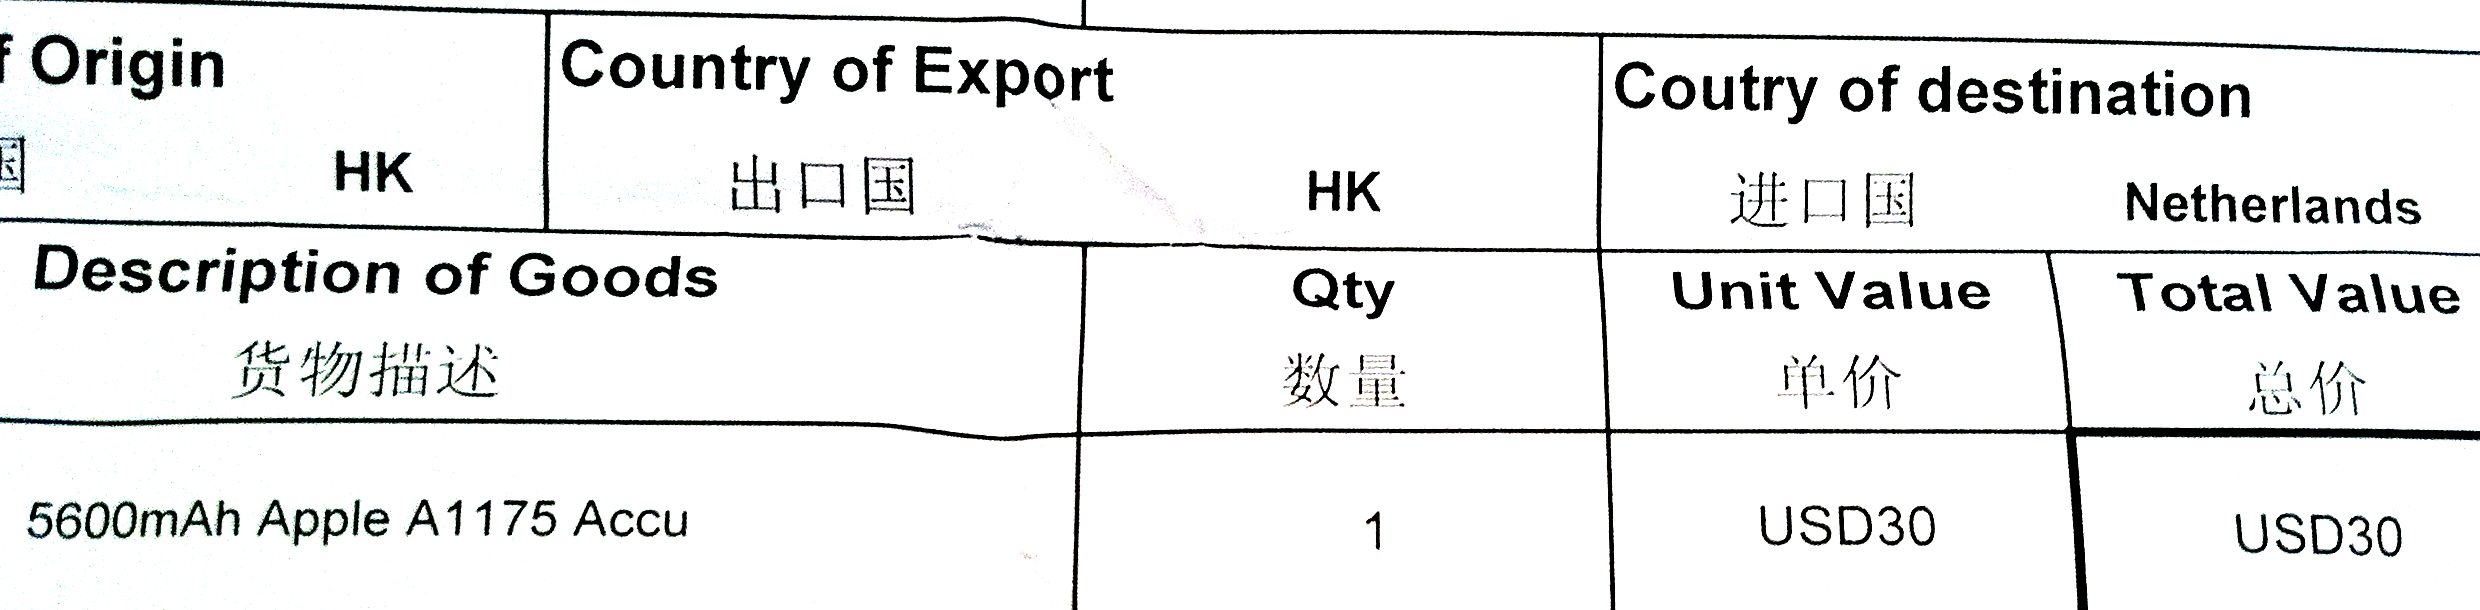 Origin
Country of Export
Coutry of destination
国
HK
出口国
HK
进口国
Netherlands
Description of Goods
Qty
Unit Value
Total Value
货物描述
数量
单价
总价
5600mAh Apple A1175 Accu
1
USD30
USD30